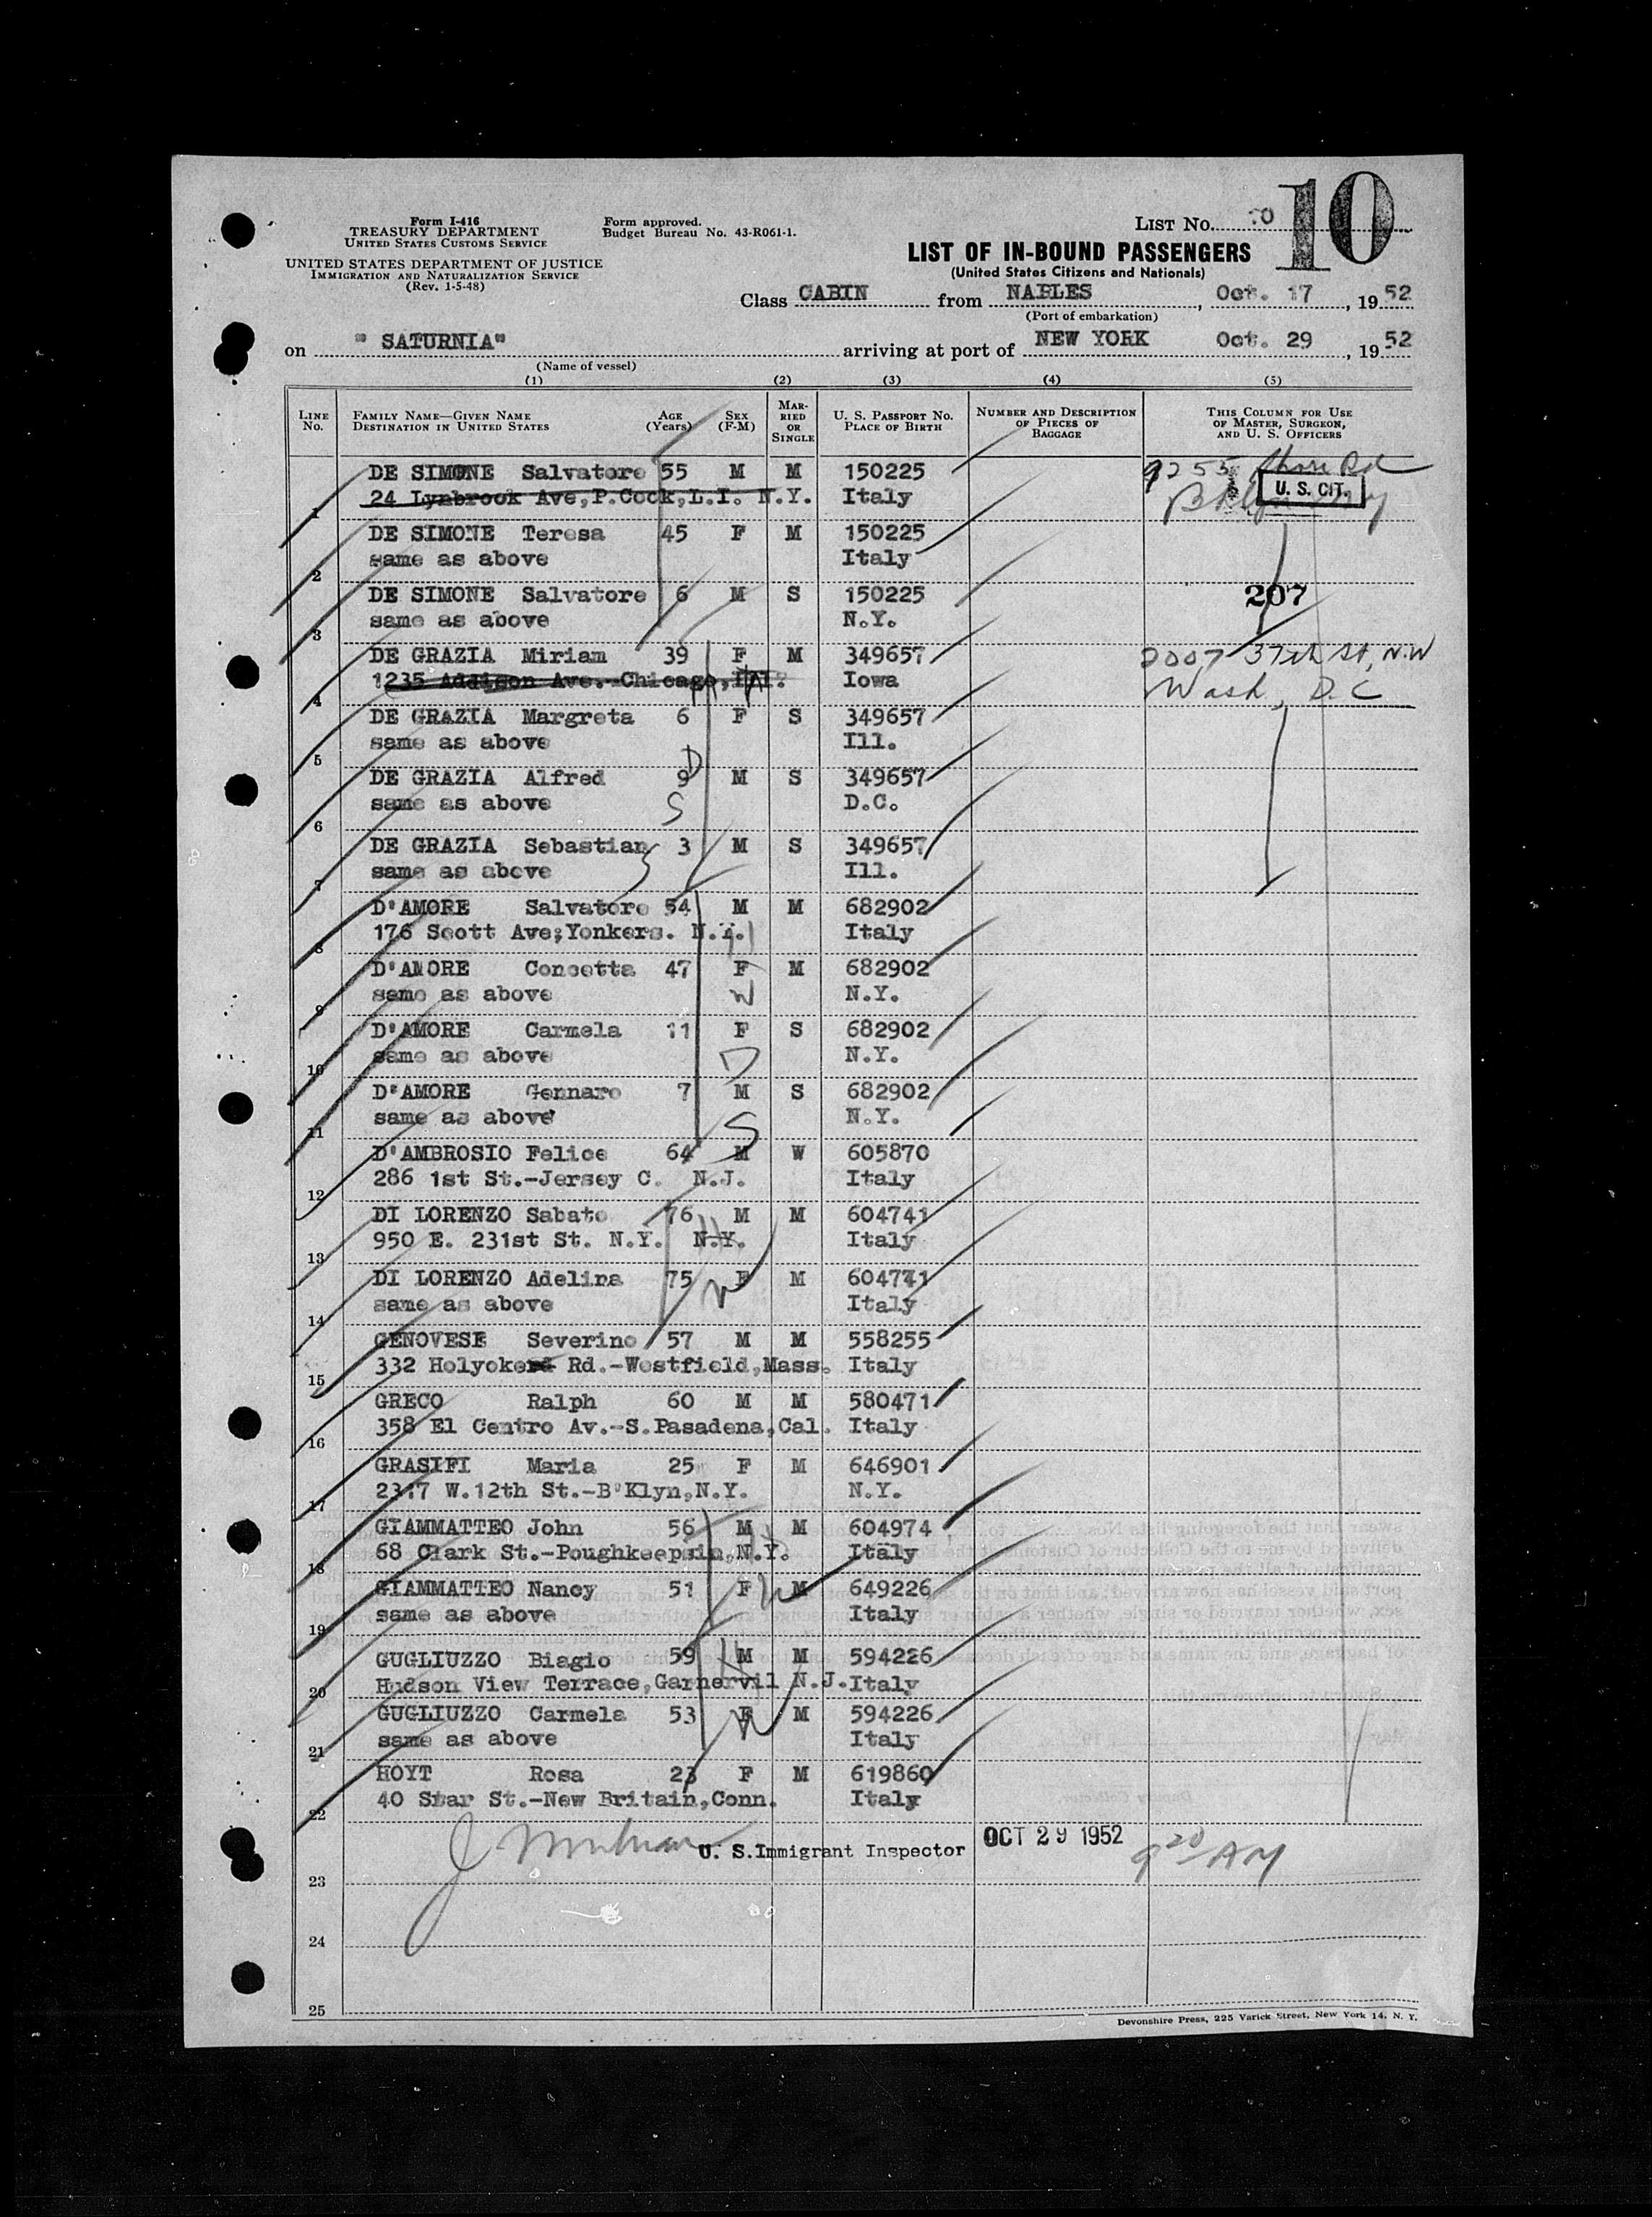 Form I-416
TREASURY DEPARTMENT
UNITED STATES CUSTOMS SERVICE
UNITED STATES DEPARTMENT OF JUSTICE
IMMIGRATION AND NATURALIZATION SERVICE
(Rev. 1-5-48)
Form approved.
Budget Bureau No. 43-R061-1.
LIST No. 10
10
LIST OF IN-BOUND PASSENGERS
(United States Citizens and Nationals)
Class CABIN from NAPLES, Oct. 17, 1952
(Port of embarkation)
on "SATURNIA" arriving at port of NEW YORK Oct. 29, 1952
(Name of vessel)
(1) (2) (3) (4) (5)
LINE No. FAMILY NAME—GIVEN NAME DESTINATION IN UNITED STATES AGE (Years) SEX (F-M) MARRIED OR SINGLE U. S. PASSPORT NO. PLACE OF BIRTH NUMBER AND DESCRIPTION OF PIECES OF BAGGAGE THIS COLUMN FOR USE OF MASTER, SURGEON, AND U. S. OFFICERS
DE SIMONE Salvatore 55 M M 150225 9255 Shore Rd
1 24 Lynbrook Ave,P.Cock,L.I. N.Y. Italy U. S. CIT. Bklyn Ny
DE SIMONE Teresa 45 F M 150225
2 same as above Italy
DE SIMONE Salvatore 6 M S 150225 207
3 same as above N.Y.
DE GRAZIA Miriam 39 F M 349657 2007 37th St, N.W
4 1235 Addison Ave.-Chicago, Iowa Wash, D.C
DE GRAZIA Margreta 6 F S 349657
5 same as above Ill.
DE GRAZIA Alfred 9 M S 349657 D
6 same as above D.C. S
DE GRAZIA Sebastian 3 M S 349657
7 same as above Ill.
D'AMORE Salvatore 54 M M 682902
8 176 Scott Ave;Yonkers. N.Y. Italy
D'AMORE Concetta 47 F M 682902
9 same as above W N.Y.
D'AMORE Carmela 11 F S 682902
10 same as above D N.Y.
D'AMORE Gennaro 7 M S 682902
11 same as above S N.Y.
D'AMBROSIO Felice 64 M W 605870
12 286 1st St.-Jersey C. N.J. Italy
DI LORENZO Sabato 76 M M 604741
13 950 E. 231st St. N.Y. N.Y. Italy
DI LORENZO Adelina 75 F M 604741
14 same as above W Italy
GENOVESE Severino 57 M M 558255
15 332 Holyoke Rd.-Westfield,Mass. Italy
GRECO Ralph 60 M M 580471
16 358 El Centro Av.-S.Pasadena,Cal. Italy
GRASIFI Maria 25 F M 646901
17 2347 W.12th St.-B'Klyn,N.Y. N.Y.
GIAMMATTEO John 56 M M 604974
18 68 Clark St.-Poughkeepsie,N.Y. H Italy
GIAMMATTEO Nancy 51 F W M 649226
19 same as above Italy
GUGLIUZZO Biagio 59 M H M 594226
20 Hudson View Terrace,Garnervil N.J. Italy
GUGLIUZZO Carmela 53 F W M 594226
21 same as above Italy
HOYT Rosa 23 F M 619860
22 40 Star St.-New Britain,Conn. Italy
U. S.Immigrant Inspector OCT 29 1952 9 20 AM
23
24
25
Devonshire Press, 225 Varick Street, New York 14, N. Y.